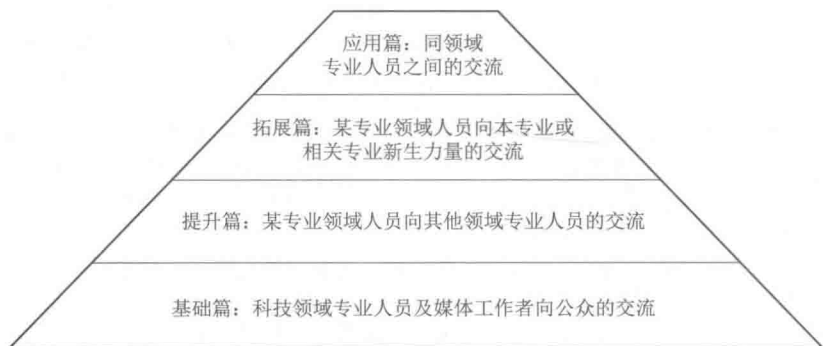 应用篇：同领域
专业人员之间的交流
拓展篇：某专业领域人员向本专业或
相关专业新生力量的交流
提升篇：某专业领域人员向其他领域专业人员的交流
基础篇：科技领域专业人员及媒体工作者向公众的交流